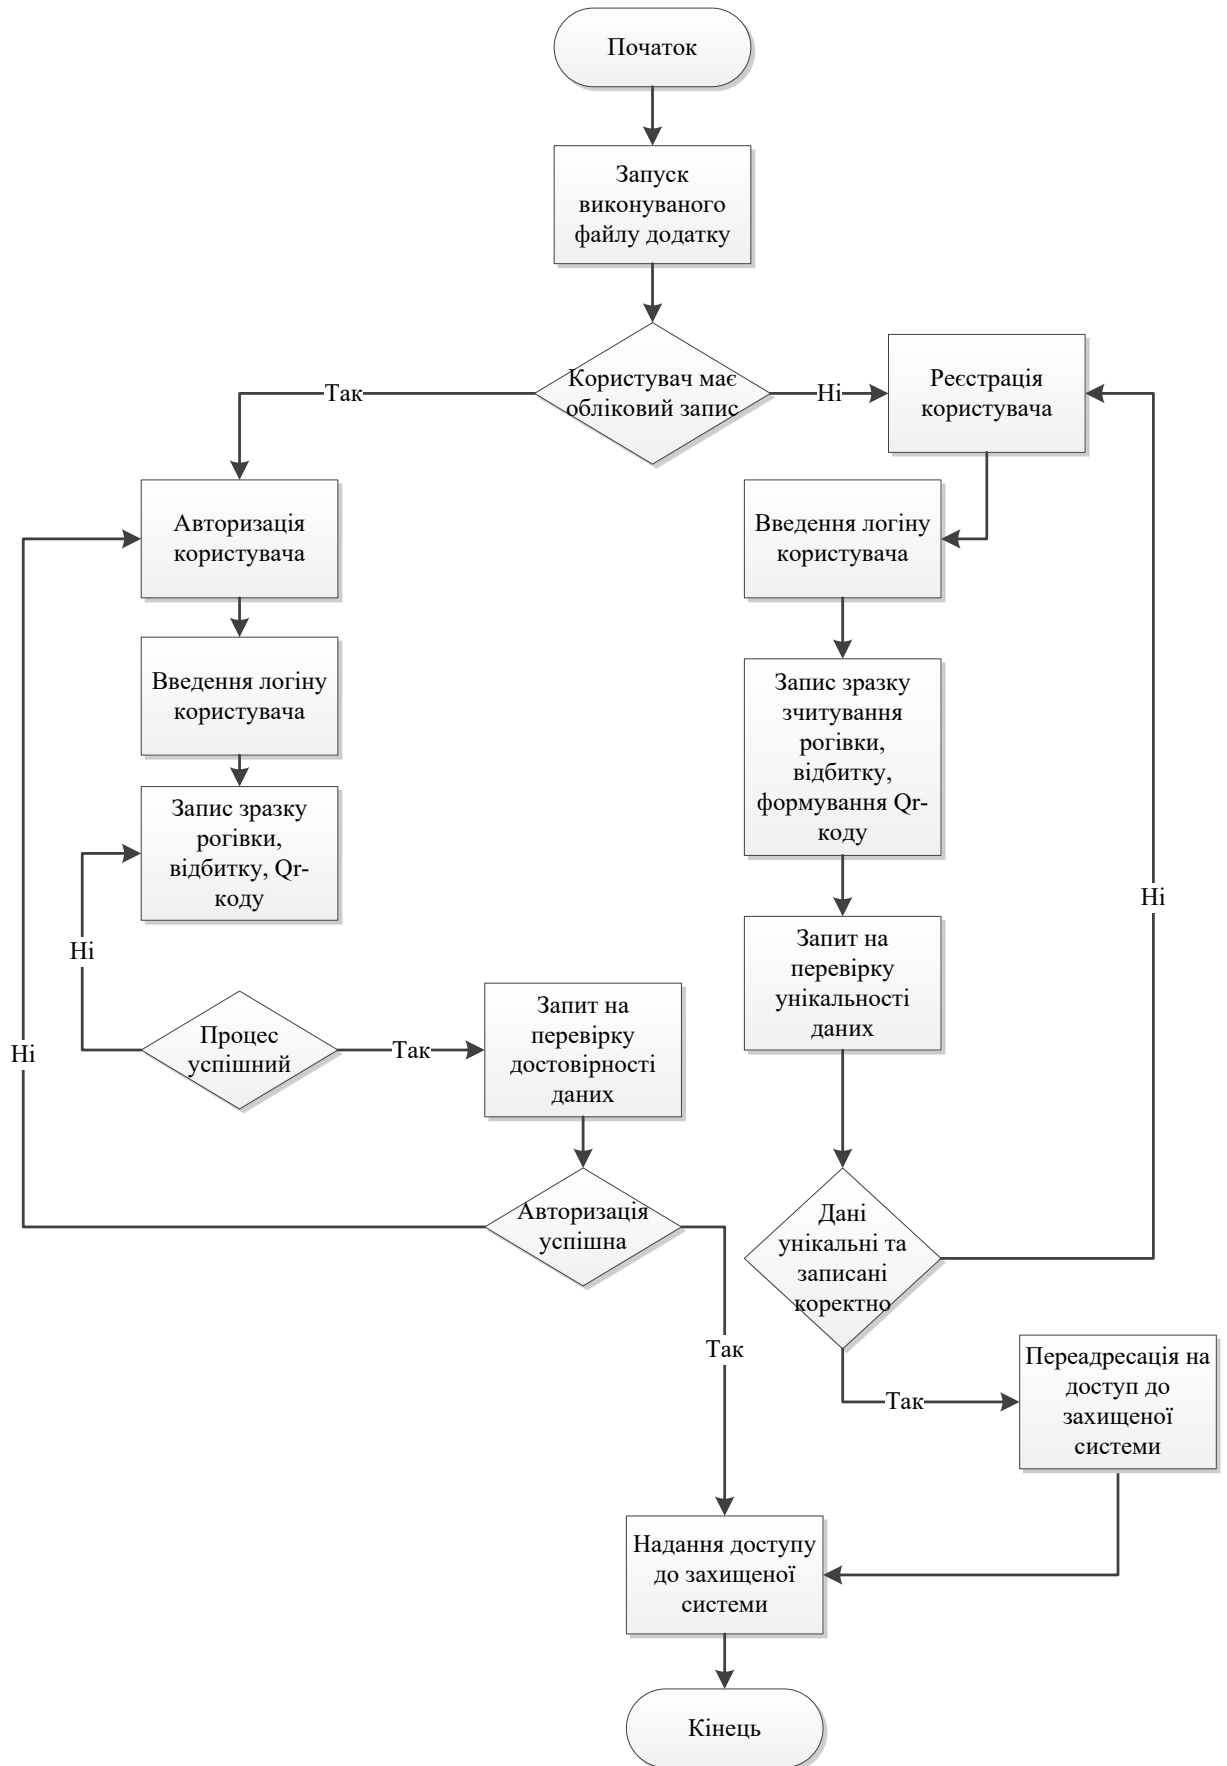 Початок
Запуск
виконуваного
файлу додатку
Користувач має
обліковий запис
Так
Ні
Реєстрація
користувача
Авторизація
користувача
Введення логіну
користувача
Введення логіну
користувача
Запис зразку
рогівки,
відбитку, Qr-
коду
Запис зразку
зчитування
рогівки,
відбитку,
формування Qr-
коду
Ні
Ні
Запит на
перевірку
унікальності
даних
Процес
успішний
Так
Запит на
перевірку
достовірності
даних
Ні
Авторизація
успішна
Дані
унікальні та
записані
коректно
Так
Так
Переадресація на
доступ до
захищеної
системи
Надання доступу
до захищеної
системи
Кінець